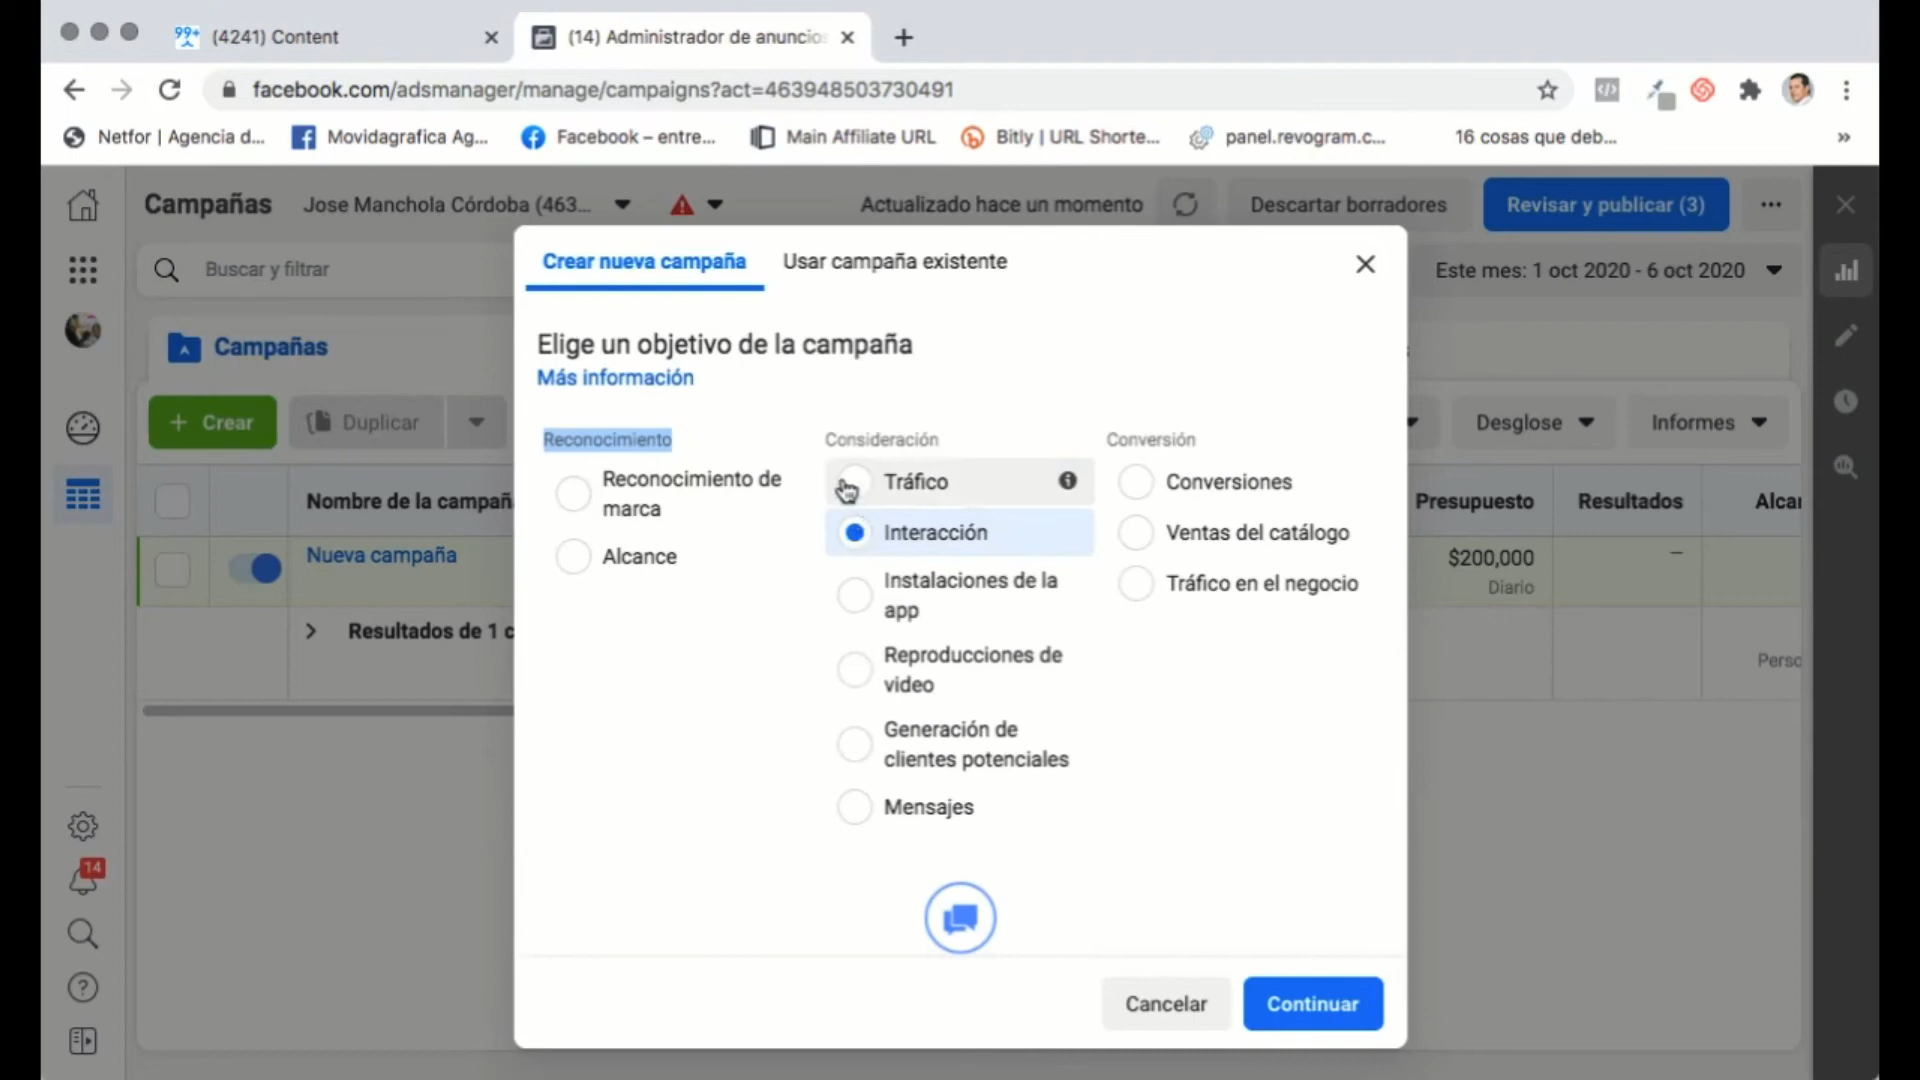 99+ (4241) Content
(14) Administrador de anuncios
facebook.com/adsmanager/manage/campaigns?act=463948503730491
Netfor | Agencia d...
Movidagrafica Ag...
Facebook – entre...
Main Affiliate URL
Bitly | URL Shorte...
panel.revogram.c...
16 cosas que deb...
»
Campañas
Jose Manchola Córdoba (463...
Actualizado hace un momento
Descartar borradores
Revisar y publicar (3)
Buscar y filtrar
Este mes: 1 oct 2020 - 6 oct 2020
Campañas
+ Crear
Duplicar
Desglose
Informes
Nombre de la campañ
Presupuesto
Resultados
Alcar
Nueva campaña
$200,000
Diario
–
Resultados de 1 c
Perso
14
Crear nueva campaña
Usar campaña existente
Elige un objetivo de la campaña
Más información
Reconocimiento
Reconocimiento de
marca
Alcance
Consideración
Tráfico
Interacción
Instalaciones de la
app
Reproducciones de
video
Generación de
clientes potenciales
Mensajes
Conversión
Conversiones
Ventas del catálogo
Tráfico en el negocio
Cancelar
Continuar